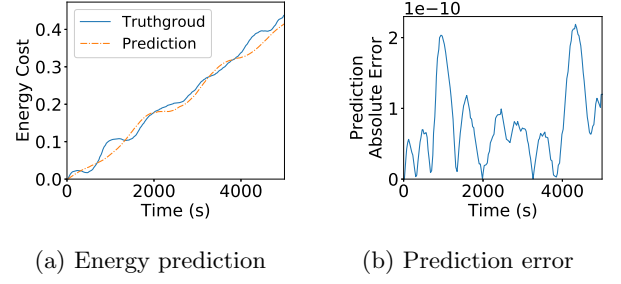 Truthgroud
Prediction
Energy Cost
0.4
0.3
0.2
0.1
0.0
0
2000
4000
Time (s)
(a) Energy prediction
1e−10
Prediction
Absolute Error
2
1
0
0
2000
4000
Time (s)
(b) Prediction error